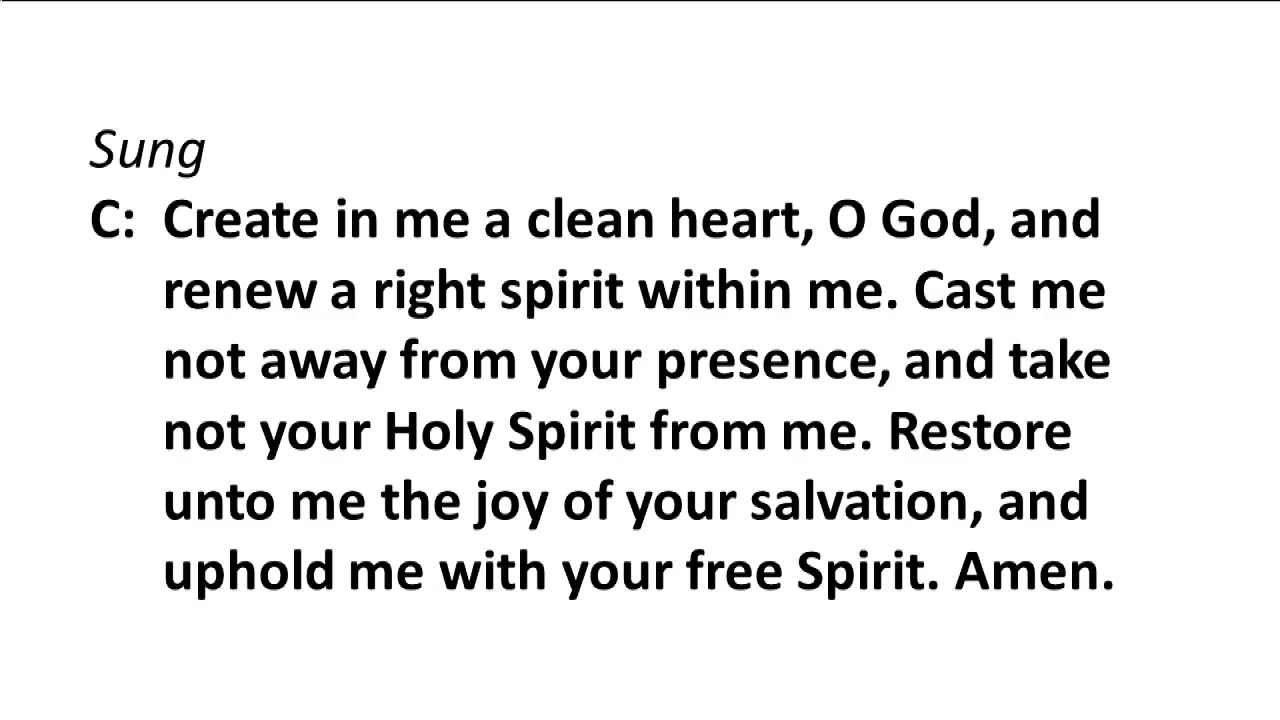 Sung
C: Create in me a clean heart, O God, and
renew a right spirit within me. Cast me
not away from your presence, and take
not your Holy Spirit from me. Restore
unto me the joy of your salvation, and
uphold me with your free Spirit. Amen.